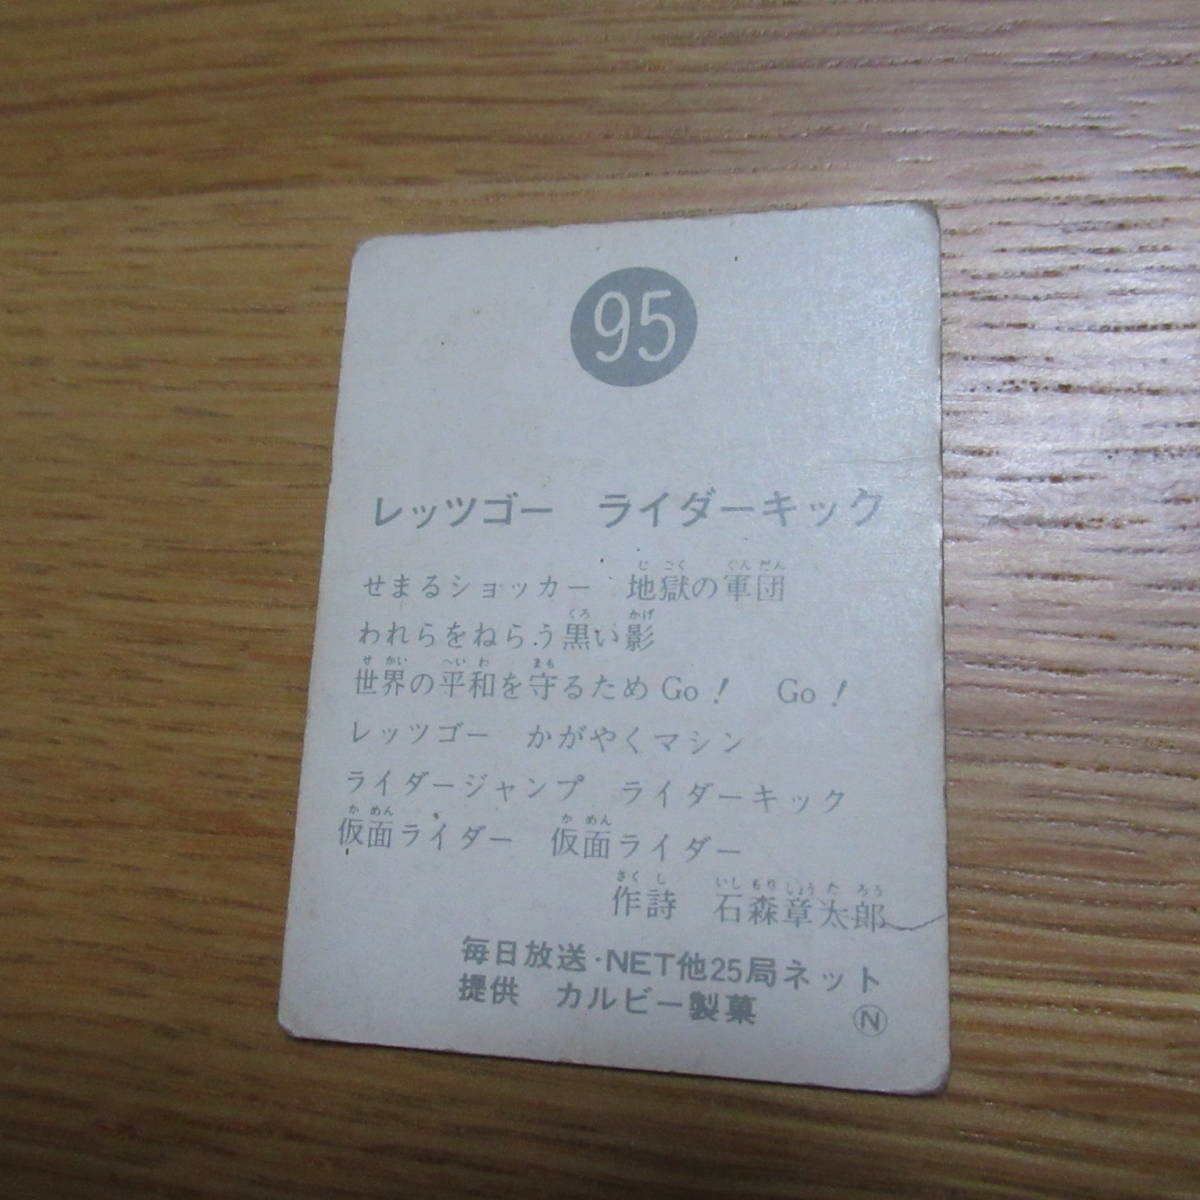 95
レッツゴー　ライダーキック
せまるショッカー　地獄の軍団
われらをねらう黒い影
世界の平和を守るためGo！　Go！
レッツゴー　かがやくマシン
ライダージャンプ　ライダーキック
仮面ライダー　仮面ライダー
作詩　石森章太郎
毎日放送・NET他25局ネット
提供　カルビー製菓
Ⓝ